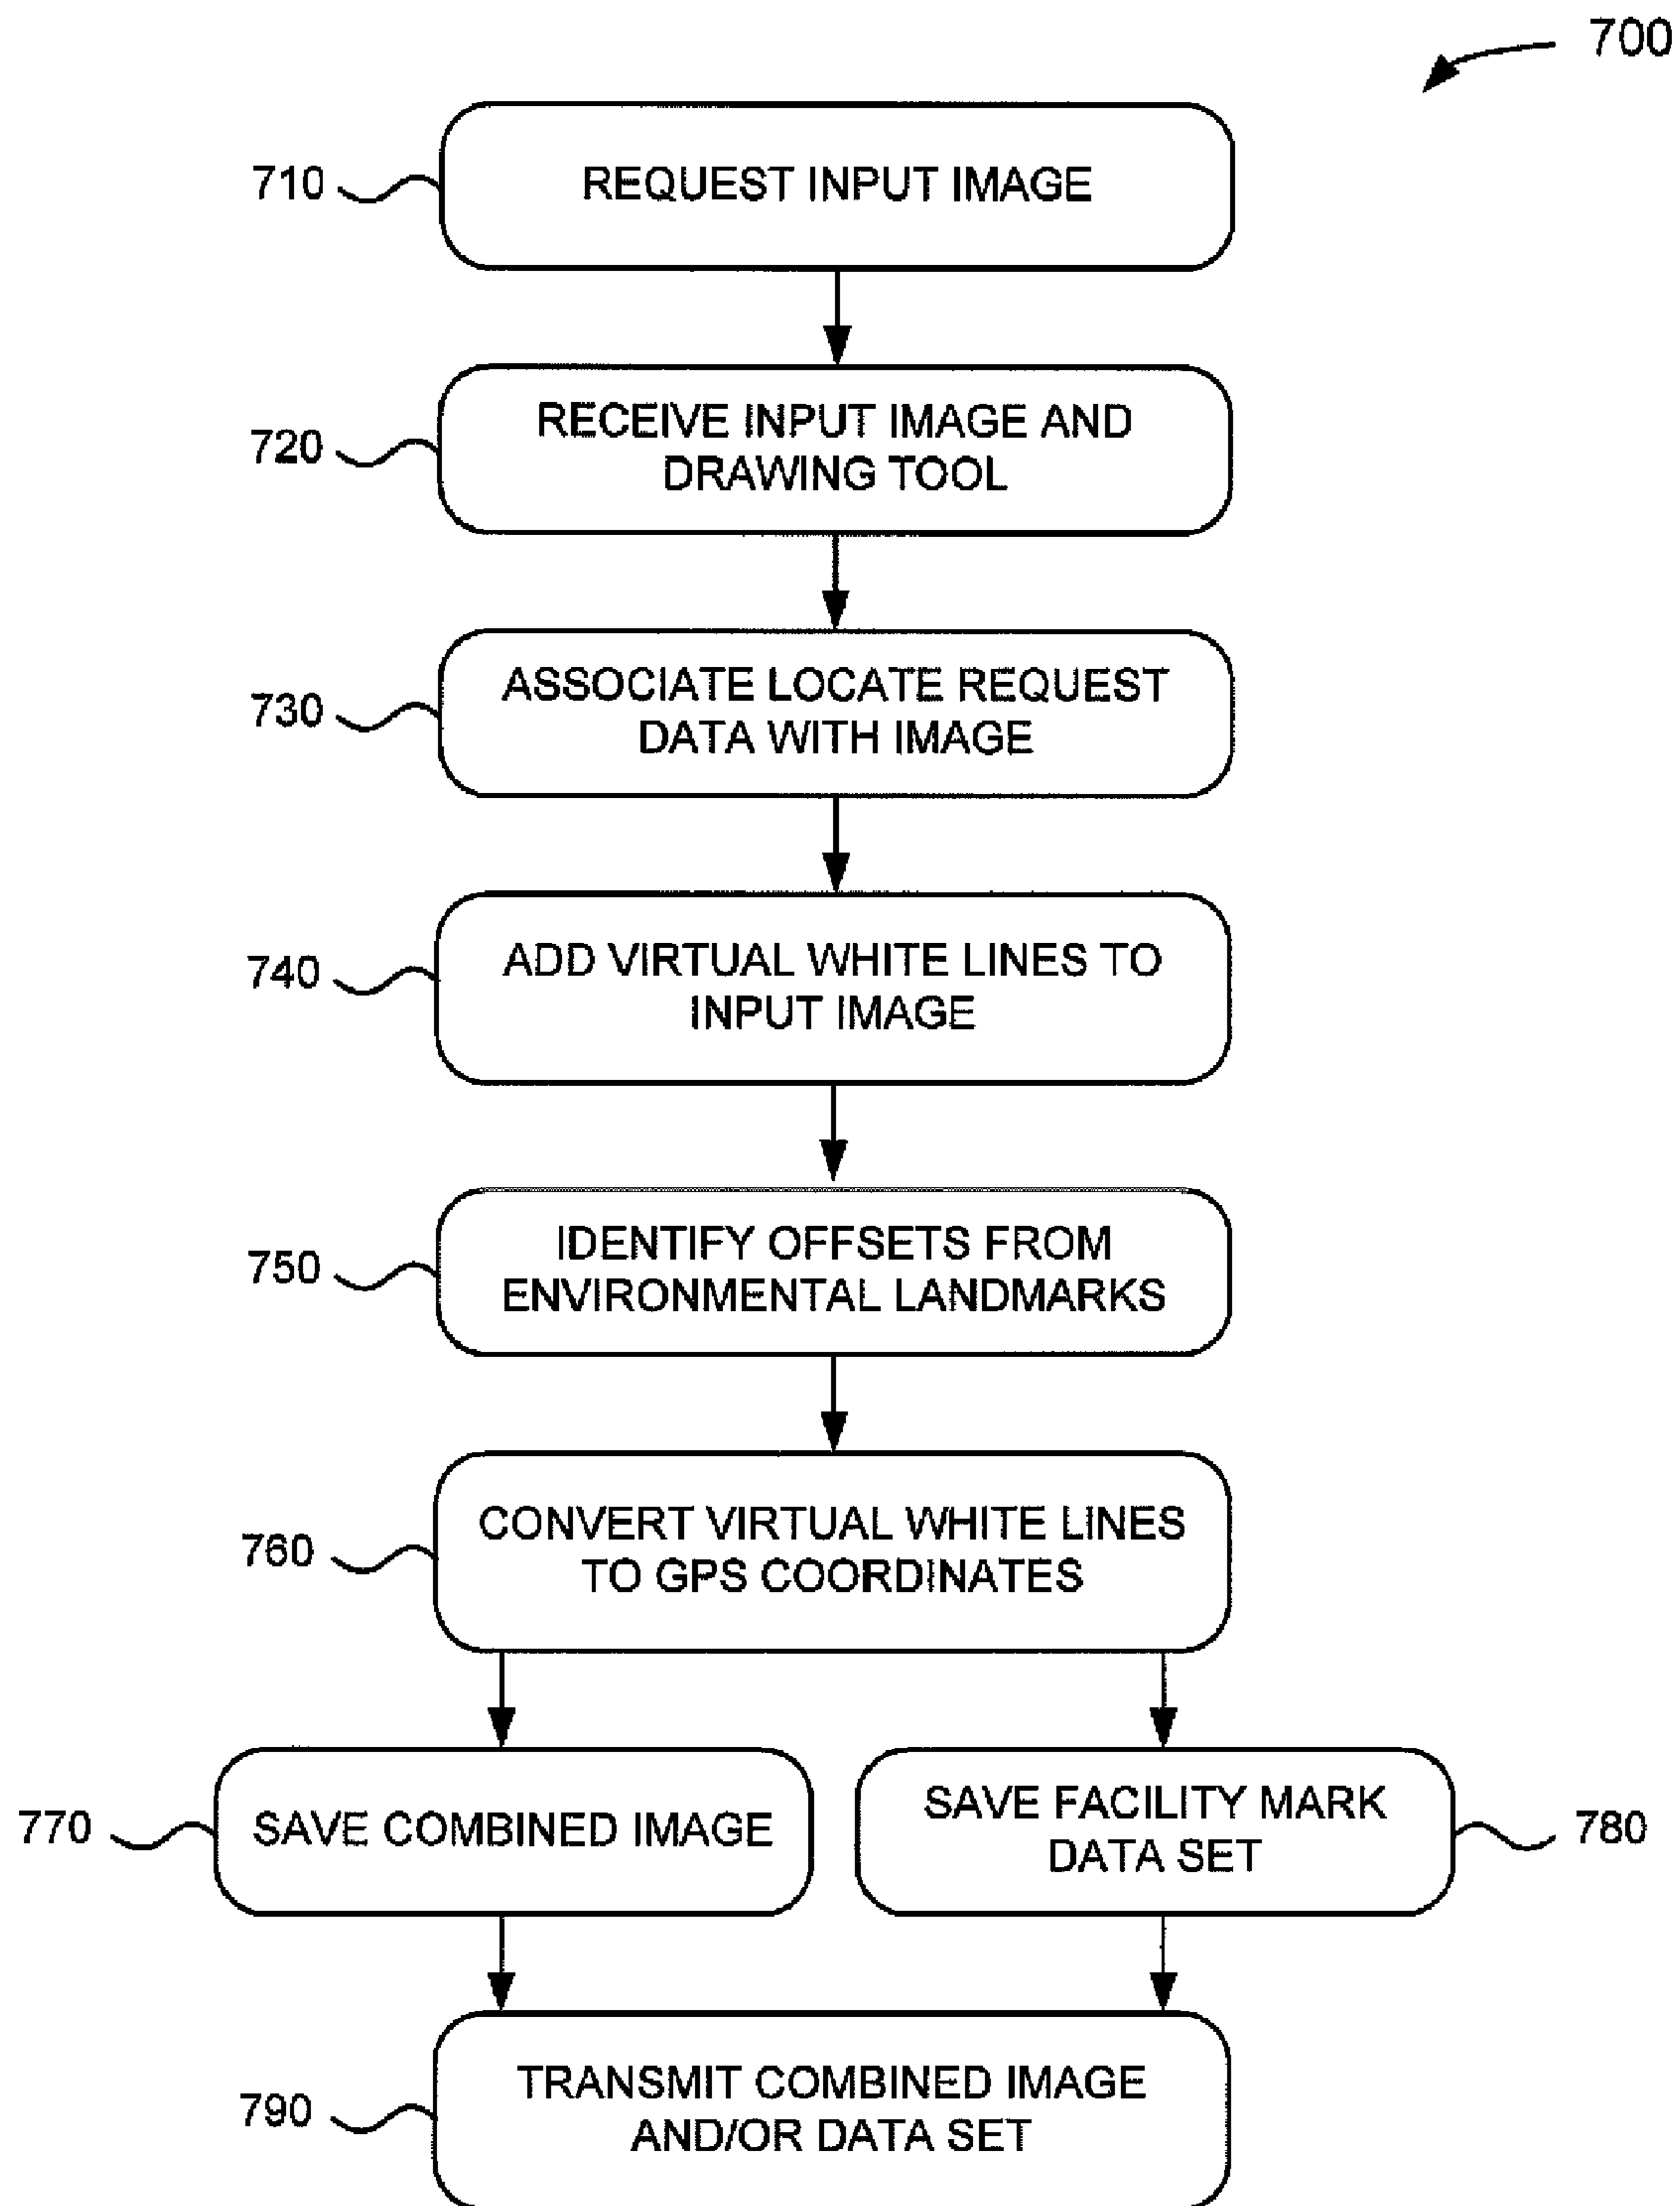 700
710
REQUEST INPUT IMAGE
720
RECEIVE INPUT IMAGE AND
DRAWING TOOL
730
ASSOCIATE LOCATE REQUEST
DATA WITH IMAGE
740
ADD VIRTUAL WHITE LINES TO
INPUT IMAGE
750
IDENTIFY OFFSETS FROM
ENVIRONMENTAL LANDMARKS
760
CONVERT VIRTUAL WHITE LINES
TO GPS COORDINATES
770
SAVE COMBINED IMAGE
SAVE FACILITY MARK
DATA SET
780
790
TRANSMIT COMBINED IMAGE
AND/OR DATA SET